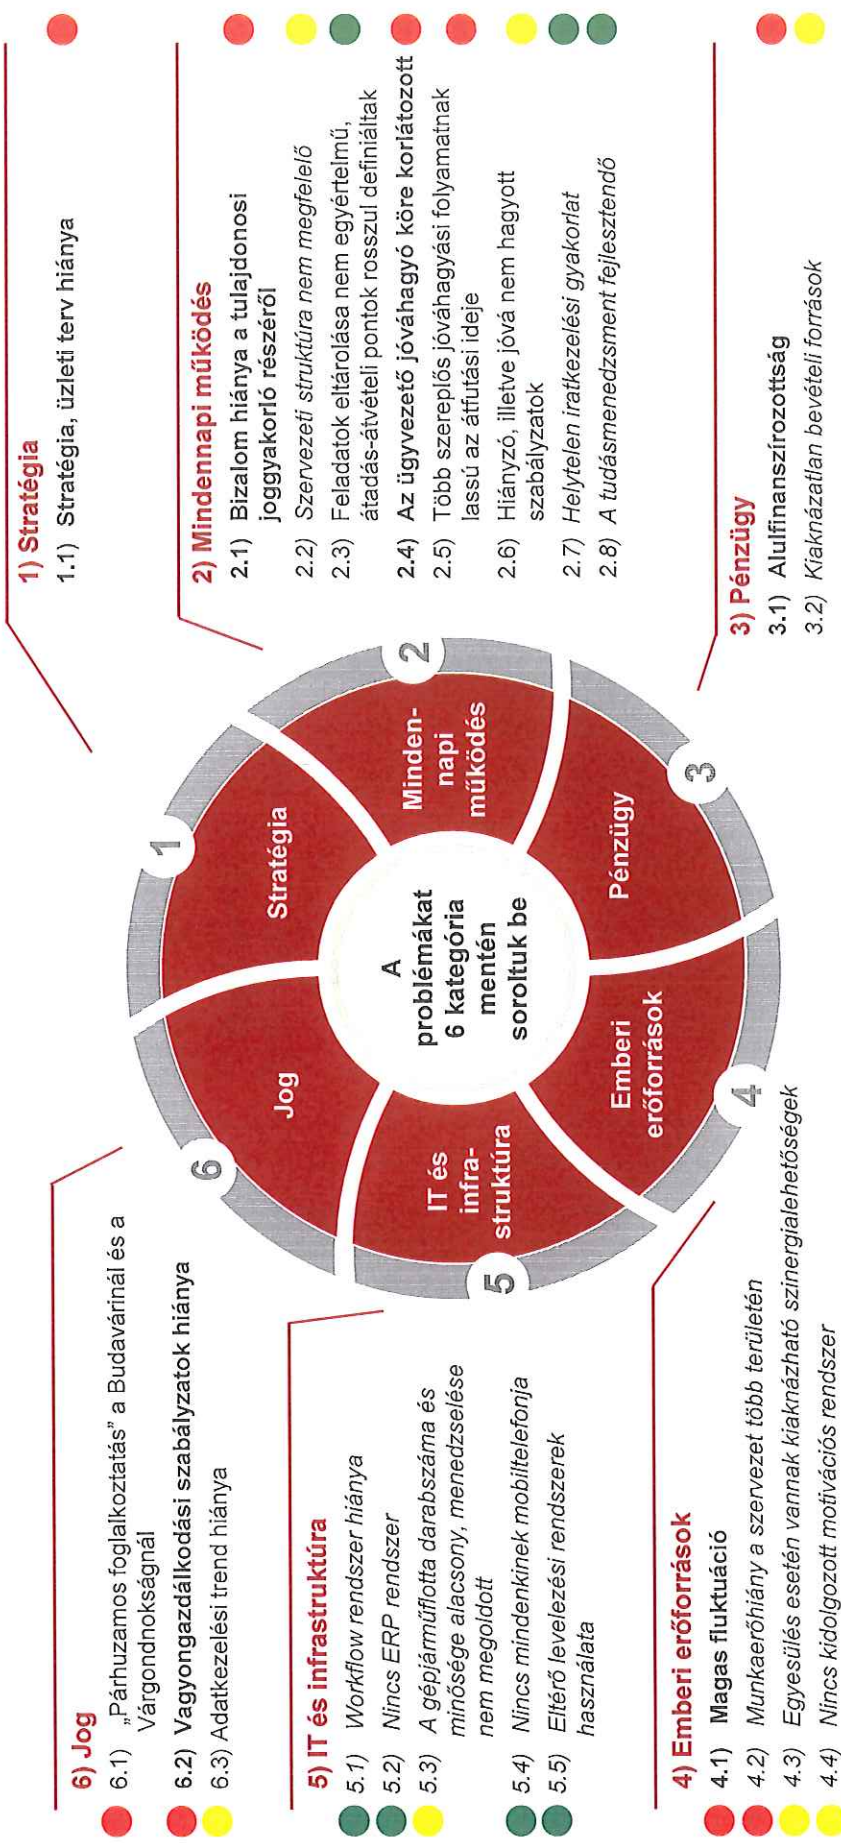 1) Stratégia
1.1) Stratégia, üzleti terv hiánya
2) Mindennapi működés
2.1) Bizalom hiánya a tulajdonosi
joggyakorló részéről
2.2) Szervezeti struktúra nem megfelelő
2.3) Feladatok eltárolása nem egyértelmű,
átadás-átvételi pontok rosszul definiáltak
2.4) Az ügyvezető jóváhagyó köre korlátozott
2.5) Több szereplős jóváhagyási folyamatnak
lassú az átfutási ideje
2.6) Hiányzó, illetve jóvá nem hagyott
szabályzatok
2.7) Helytelen iratkezelési gyakorlat
2.8) A tudásmenedzsment fejlesztendő
3) Pénzügy
3.1) Alulfinanszírozottság
3.2) Kiaknázatlan bevételi források
A
problémákat
6 kategória
mentén
soroltuk be
1
Stratégia
2
Minden-
napi
működés
3
Pénzügy
4
Emberi
erőforrások
5
IT és
infra-
struktúra
6
Jog
6) Jog
6.1) „Párhuzamos foglalkoztatás” a Budavárinál és a
Várgondnokságnál
6.2) Vagyongazdálkodási szabályzatok hiánya
6.3) Adatkezelési trend hiánya
5) IT és infrastruktúra
5.1) Workflow rendszer hiánya
5.2) Nincs ERP rendszer
5.3) A gépjárműflotta darabszáma és
minősége alacsony, menedzselése
nem megoldott
5.4) Nincs mindenkinek mobiltelefonja
5.5) Eltérő levelezési rendszerek
használata
4) Emberi erőforrások
4.1) Magas fluktuáció
4.2) Munkaerőhiány a szervezet több területén
4.3) Egyesülés esetén vannak kiaknázható szinergialehetőségek
4.4) Nincs kidolgozott motivációs rendszer